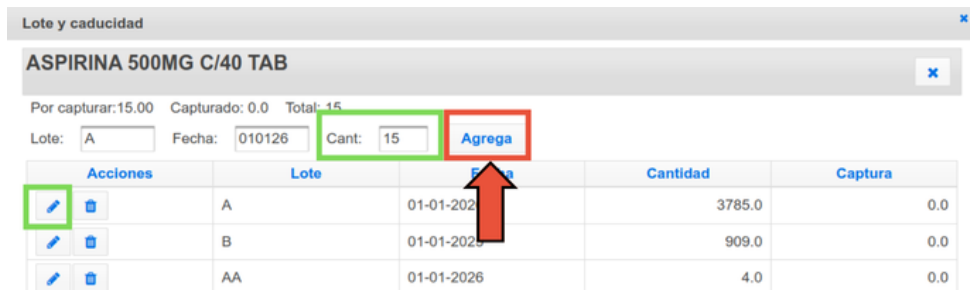 Lote y caducidad
ASPIRINA 500MG C/40 TAB
Por capturar:15.00 Capturado: 0.0 Total: 15
Lote: A Fecha: 010126 Cant: 15 Agrega
Acciones Lote Cantidad Captura
A 3785.0 0.0
B 909.0 0.0
AA 01-01-2026 4.0 0.0